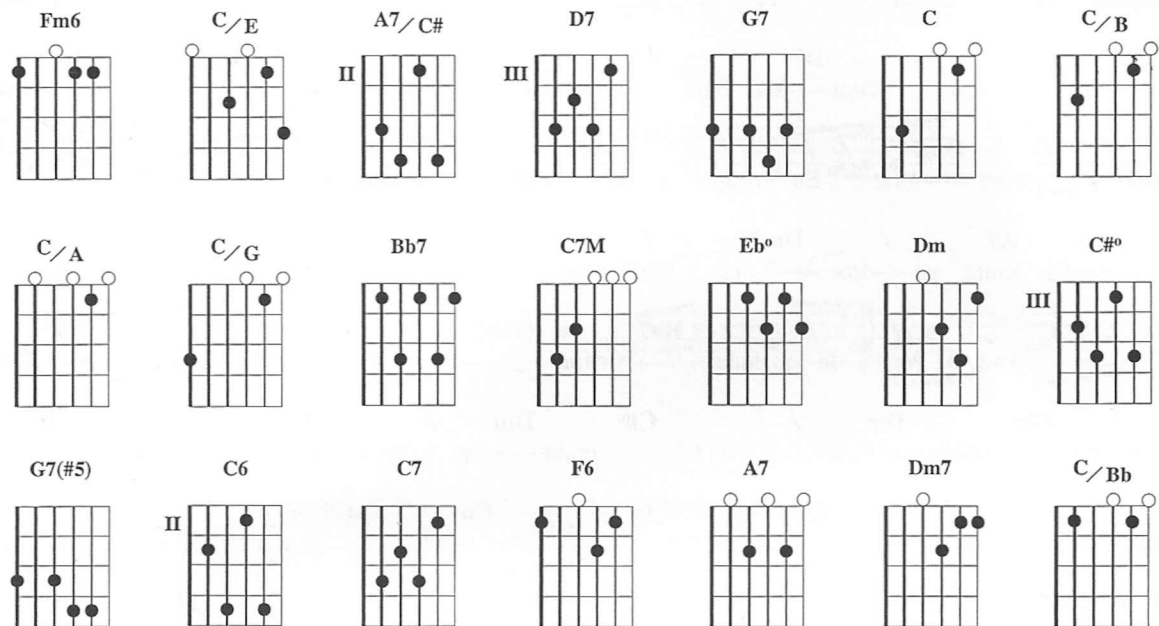 Fm6 C/E A7/C# D7 G7 C C/B
II III
C/A C/G Bb7 C7M Ebº Dm C#º
III
G7(#5) C6 C7 F6 A7 Dm7 C/Bb
II